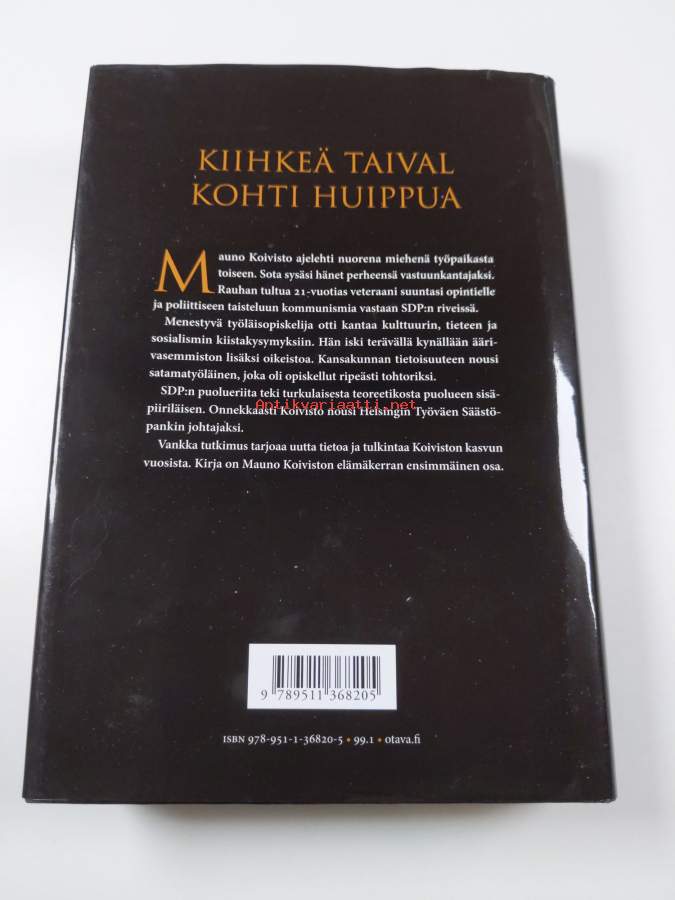 KIIHKEÄ TAIVAL
KOHTI HUIPPUA
Mauno Koivisto ajelehti nuorena miehenä työpaikasta
toiseen. Sota sysäsi hänet perheensä vastuunkantajaksi.
Rauhan tultua 21-vuotias veteraani suuntasi opintielle
ja poliittiseen taisteluun kommunismia vastaan SDP:n riveissä.
Menestyvä työläisopiskelija otti kantaa kulttuurin, tieteen ja
sosialismin kiistakysymyksiin. Hän iski terävällä kynällään ääri-
vasemmiston lisäksi oikeistoa. Kansakunnan tietoisuuteen nousi
satamatyöläinen, joka oli opiskellut ripeästi tohtoriksi.
SDP:n puolueriita teki turkulaisesta teoreetikosta puolueen sisä-
piiriläisen. Onnekkaasti Koivisto nousi Helsingin Työväen Säästö-
pankin johtajaksi.
Antikvariaatti.net
Vankka tutkimus tarjoaa uutta tietoa ja tulkintaa Koiviston kasvun
vuosista. Kirja on Mauno Koiviston elämäkerran ensimmäinen osa.
9 789511 368205
ISBN 978-951-1-36820-5 • 99.1 • otava.fi